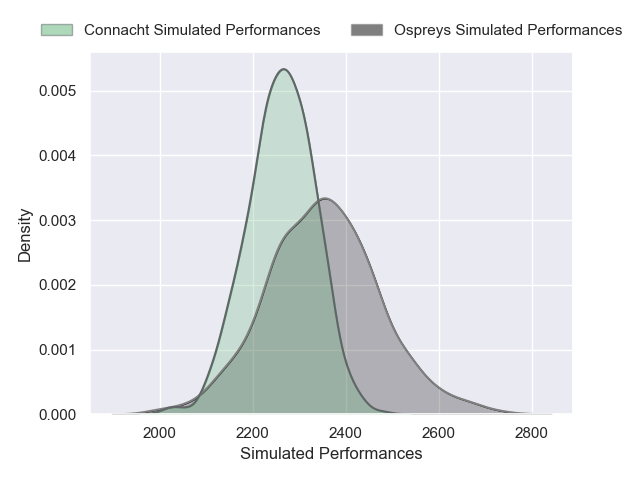 Connacht Simulated Performances Ospreys Simulated Performances
0.005
0.004
0.003
0.002
0.001
0.000
Density
2000 2200 2400 2600 2800
Simulated Performances